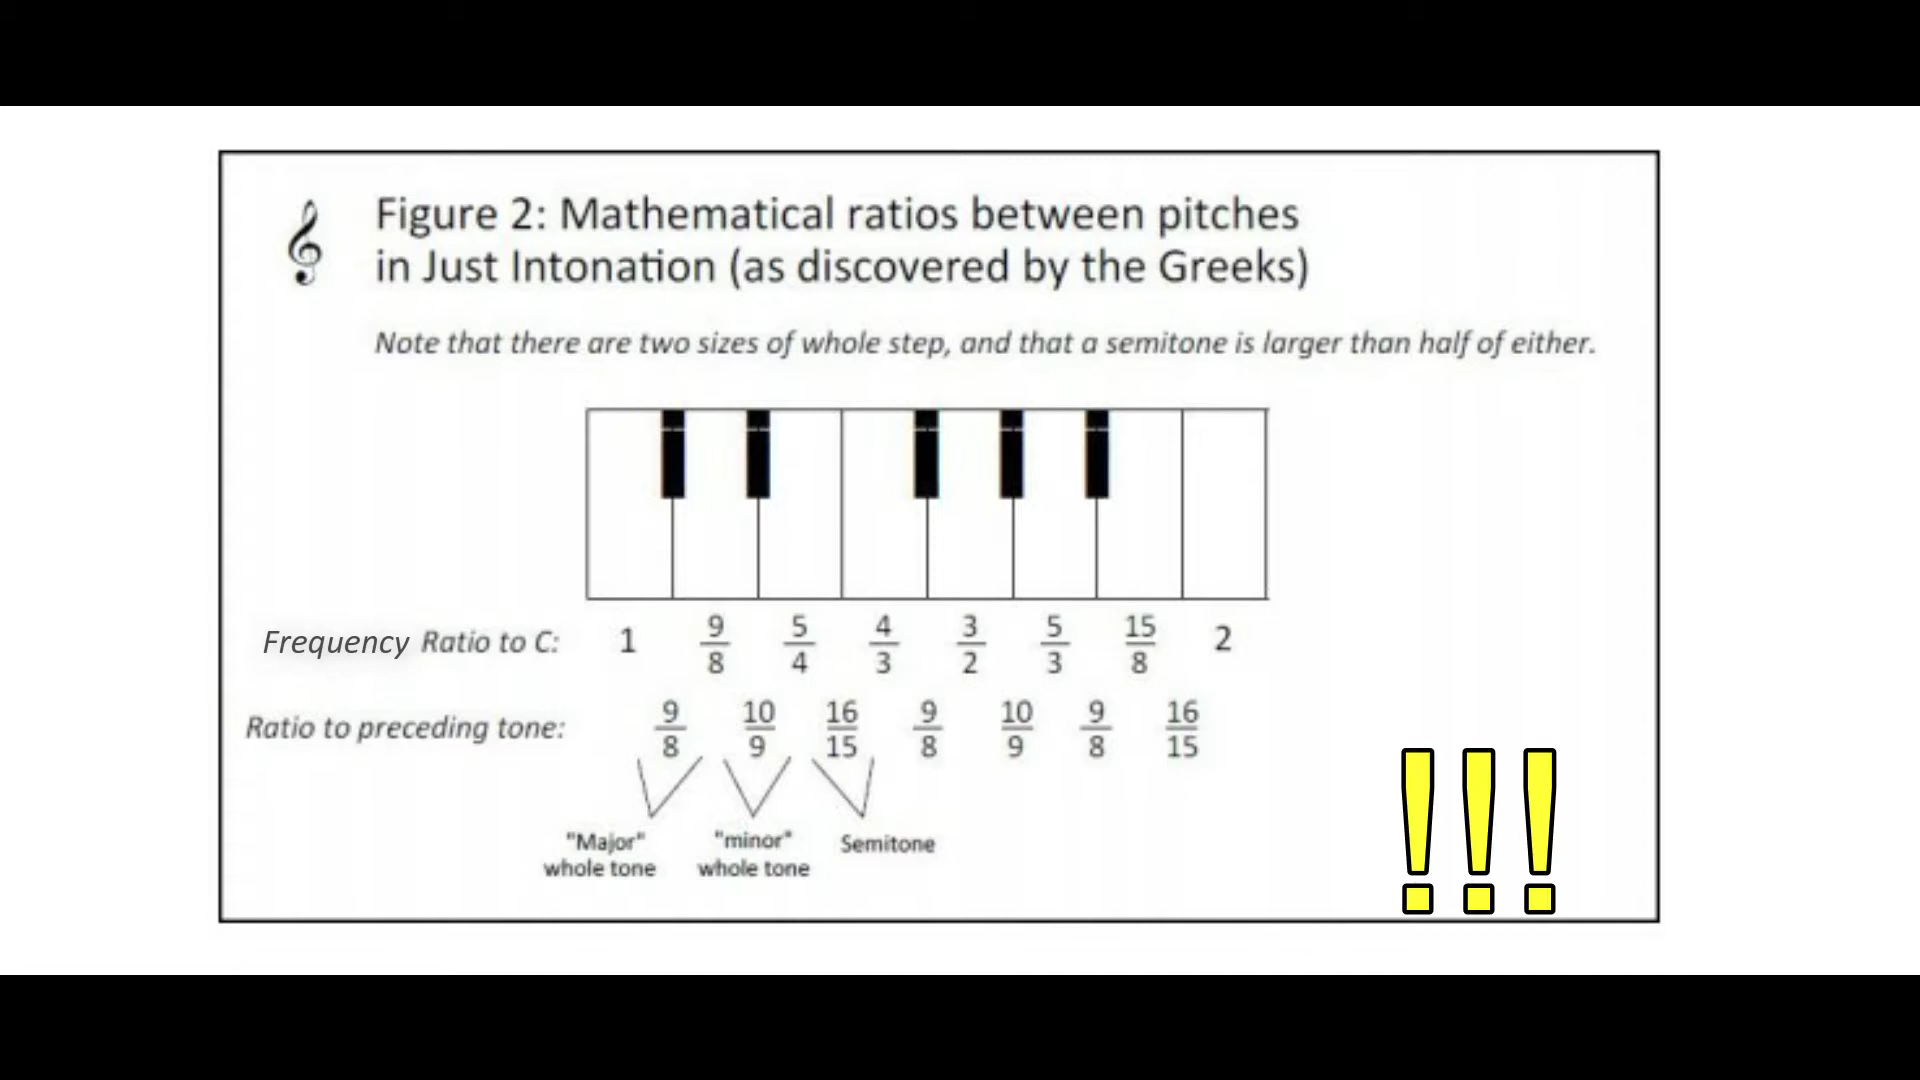 Figure 2: Mathematical ratios between pitches
in Just Intonation (as discovered by the Greeks)
Note that there are two sizes of whole step, and that a semitone is larger than half of either.
Frequency Ratio to C: 1 9/8 5/4 4/3 3/2 5/3 15/8 2
Ratio to preceding tone: 9/8 10/9 16/15 9/8 10/9 9/8 16/15
"Major" "minor" Semitone
whole tone whole tone
!!!